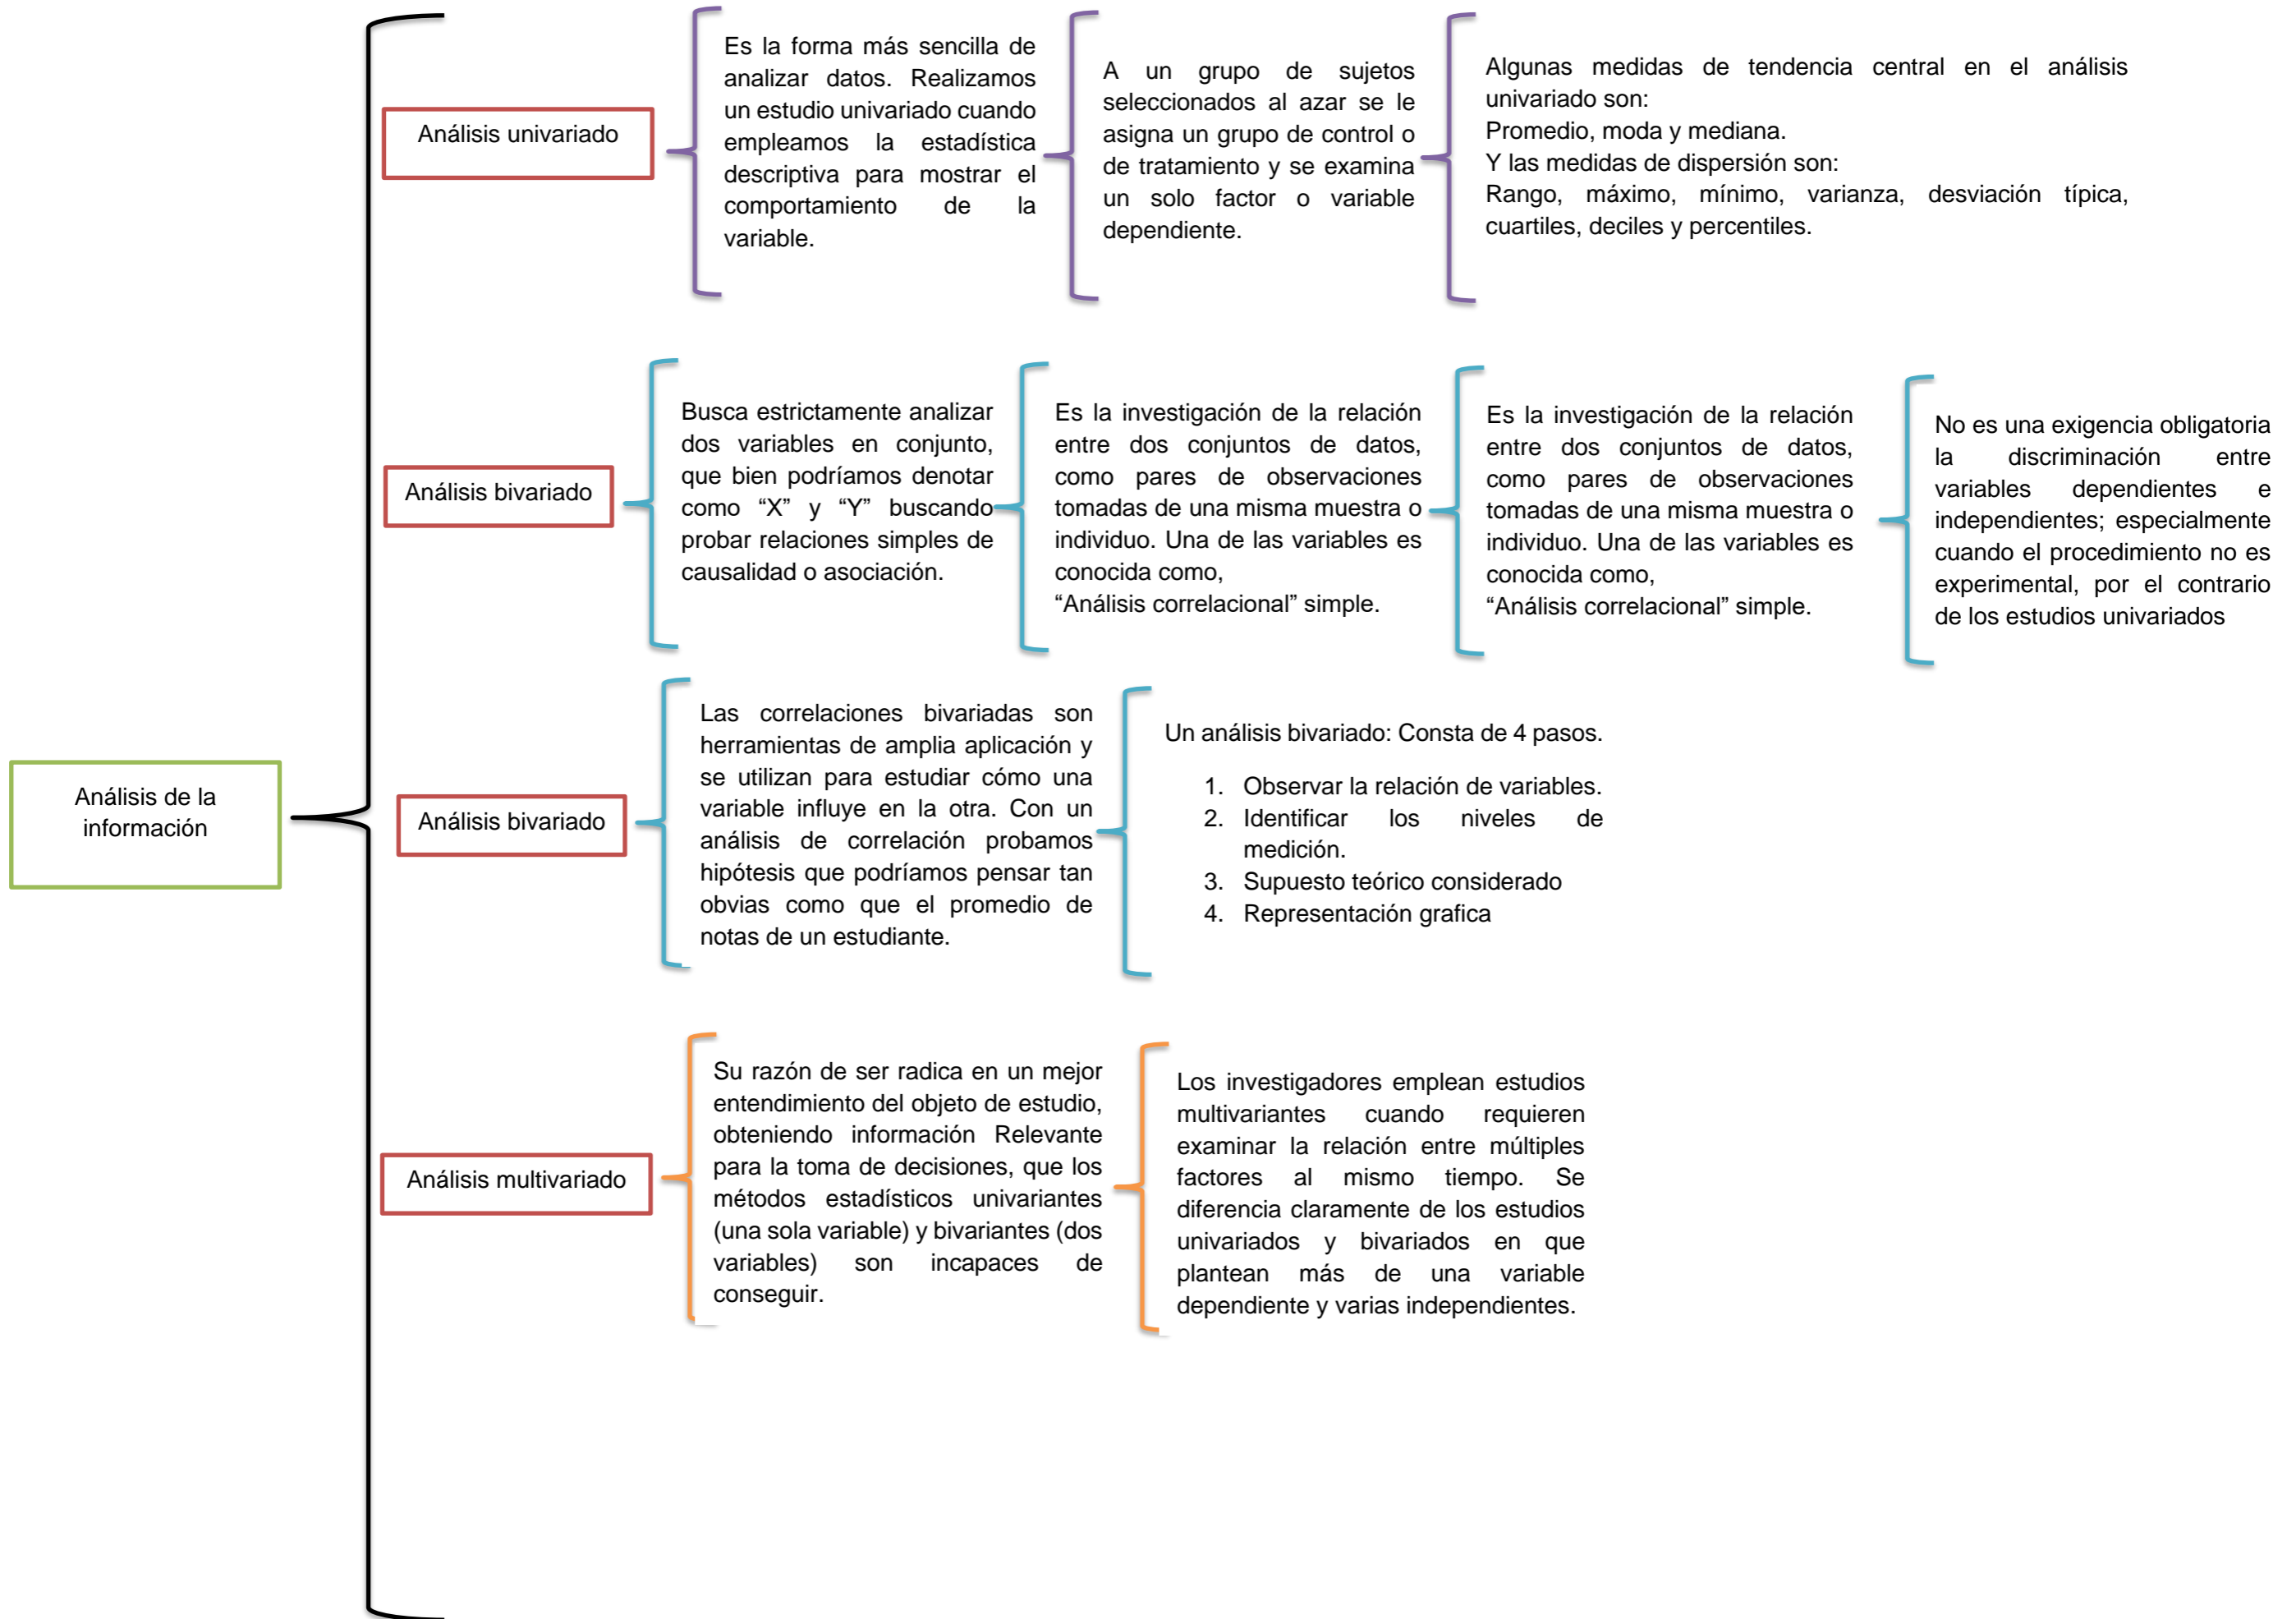 Análisis de la
información
Análisis univariado
Es la forma más sencilla de
analizar datos. Realizamos
un estudio univariado cuando
empleamos la estadística
descriptiva para mostrar el
comportamiento de la
variable.
A un grupo de sujetos
seleccionados al azar se le
asigna un grupo de control o
de tratamiento y se examina
un solo factor o variable
dependiente.
Algunas medidas de tendencia central en el análisis
univariado son:
Promedio, moda y mediana.
Y las medidas de dispersión son:
Rango, máximo, mínimo, varianza, desviación típica,
cuartiles, deciles y percentiles.
Análisis bivariado
Busca estrictamente analizar
dos variables en conjunto,
que bien podríamos denotar
como “X” y “Y” buscando
probar relaciones simples de
causalidad o asociación.
Es la investigación de la relación
entre dos conjuntos de datos,
como pares de observaciones
tomadas de una misma muestra o
individuo. Una de las variables es
conocida como,
“Análisis correlacional” simple.
Es la investigación de la relación
entre dos conjuntos de datos,
como pares de observaciones
tomadas de una misma muestra o
individuo. Una de las variables es
conocida como,
“Análisis correlacional” simple.
No es una exigencia obligatoria
la discriminación entre
variables dependientes e
independientes; especialmente
cuando el procedimiento no es
experimental, por el contrario
de los estudios univariados
Análisis bivariado
Las correlaciones bivariadas son
herramientas de amplia aplicación y
se utilizan para estudiar cómo una
variable influye en la otra. Con un
análisis de correlación probamos
hipótesis que podríamos pensar tan
obvias como que el promedio de
notas de un estudiante.
Un análisis bivariado: Consta de 4 pasos.
1. Observar la relación de variables.
2. Identificar los niveles de
medición.
3. Supuesto teórico considerado
4. Representación grafica
Análisis multivariado
Su razón de ser radica en un mejor
entendimiento del objeto de estudio,
obteniendo información Relevante
para la toma de decisiones, que los
métodos estadísticos univariantes
(una sola variable) y bivariantes (dos
variables) son incapaces de
conseguir.
Los investigadores emplean estudios
multivariantes cuando requieren
examinar la relación entre múltiples
factores al mismo tiempo. Se
diferencia claramente de los estudios
univariados y bivariados en que
plantean más de una variable
dependiente y varias independientes.